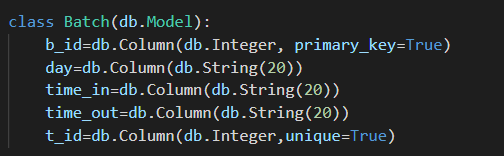 class Batch(db.Model):
    b_id=db.Column(db.Integer, primary_key=True)
    day=db.Column(db.String(20))
    time_in=db.Column(db.String(20))
    time_out=db.Column(db.String(20))
    t_id=db.Column(db.Integer,unique=True)